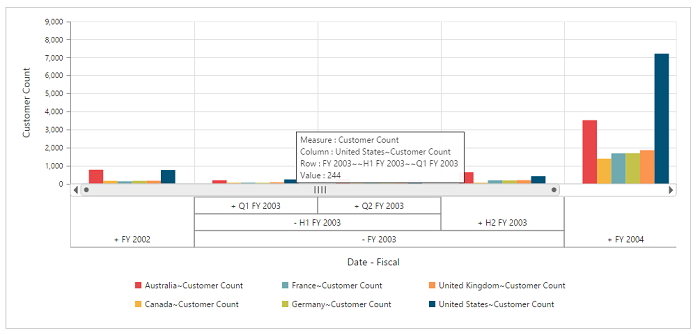 9,000
8,000
7,000
6,000
5,000
4,000
3,000
2,000
1,000
0
Customer Count
Measure : Customer Count
Column : United States~Customer Count
Row : FY 2003~~H1 FY 2003~~Q1 FY 2003
Value : 244
+ Q1 FY 2003 + Q2 FY 2003
- H1 FY 2003 + H2 FY 2003
+ FY 2002 - FY 2003 + FY 2004
Date - Fiscal
Australia~Customer Count France~Customer Count United Kingdom~Customer Count
Canada~Customer Count Germany~Customer Count United States~Customer Count